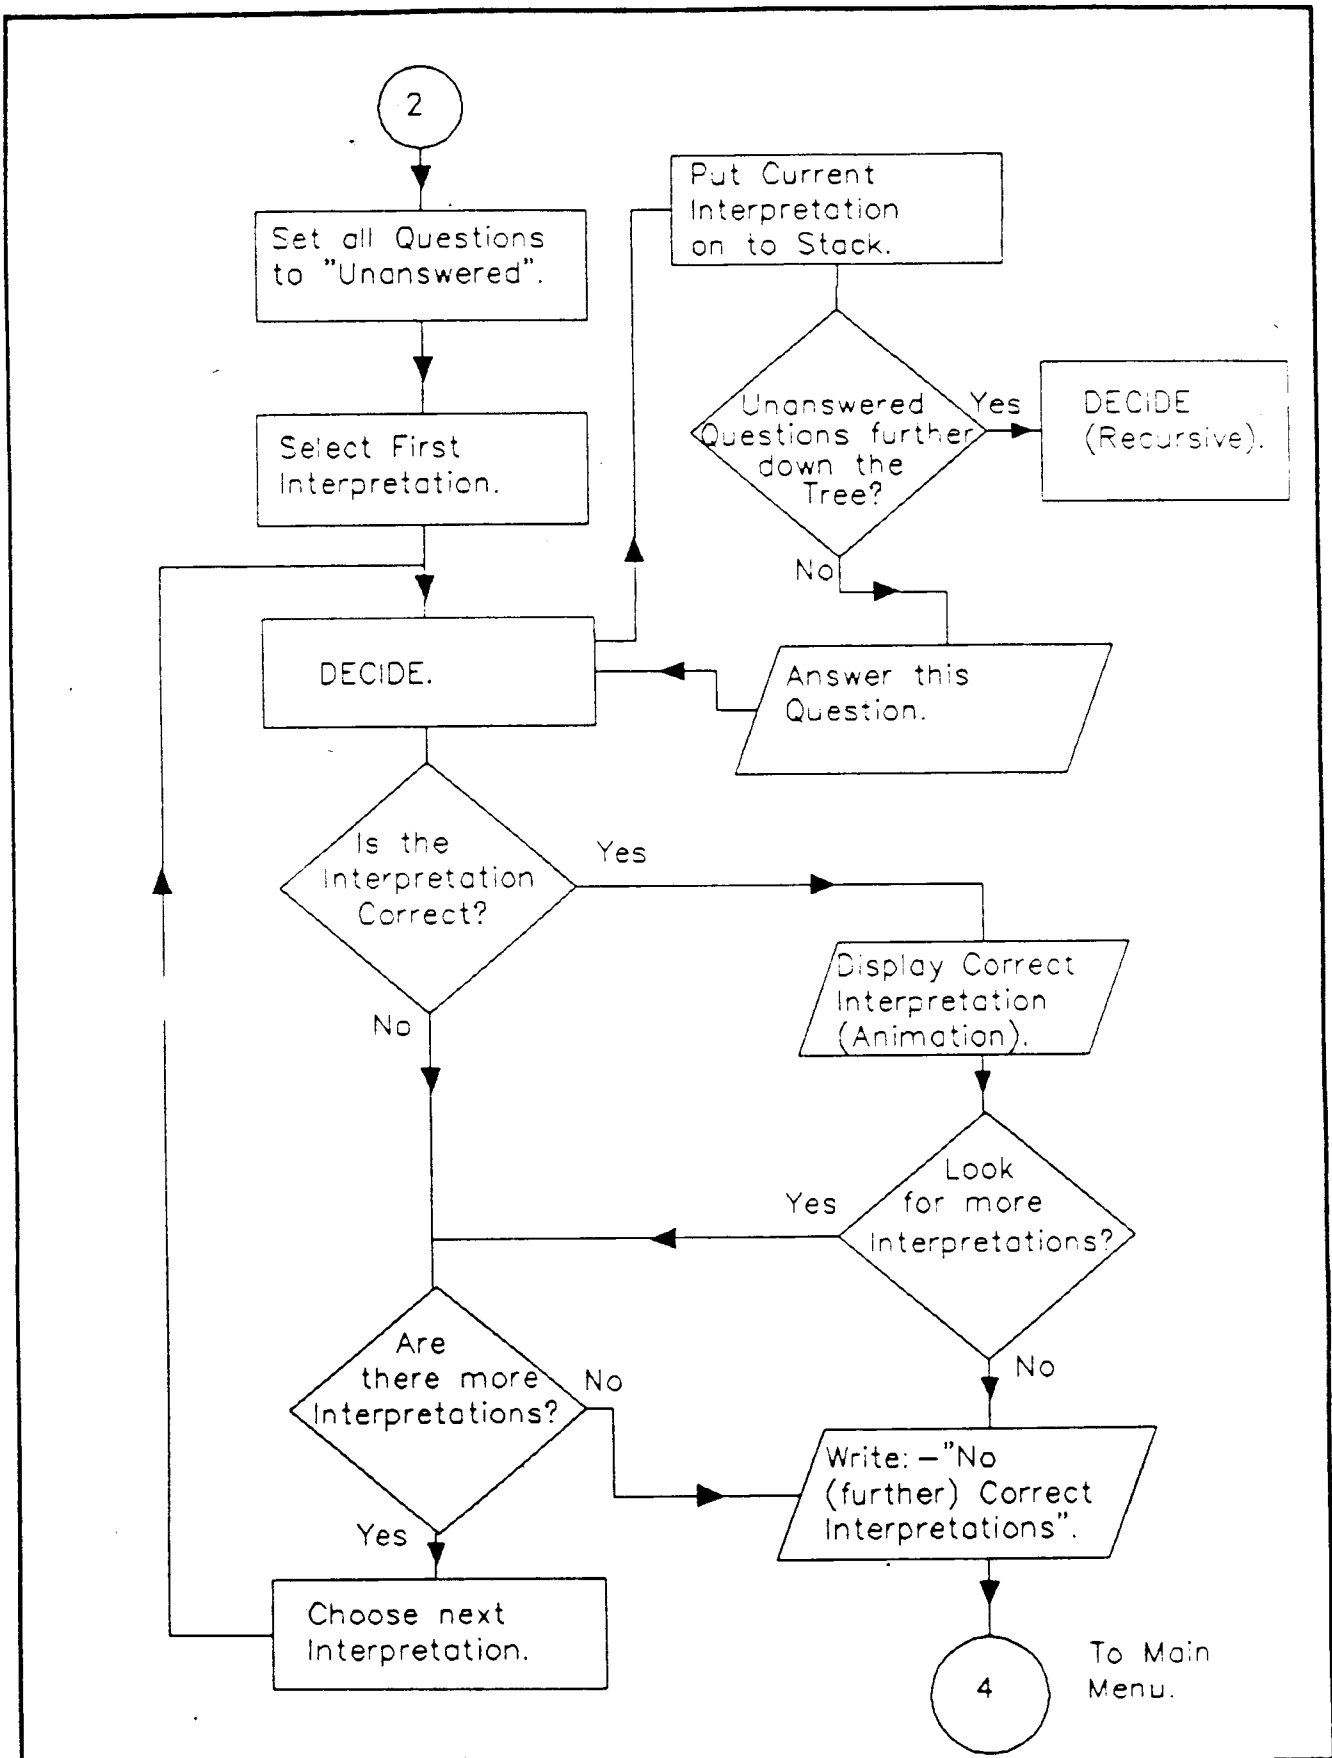 2
Set all Questions
to "Unanswered".
Select First
Interpretation.
DECIDE.
Put Current
Interpretation
on to Stack.
Unanswered
Questions further
down the
Tree?
Yes
DECIDE
(Recursive).
No
Answer this
Question.
Is the
Interpretation
Correct?
Yes
No
Display Correct
Interpretation
(Animation).
Look
for more
Interpretations?
Yes
No
Are
there more
Interpretations?
No
Yes
Choose next
Interpretation.
Write:-"No
(further) Correct
Interpretations".
4
To Main
Menu.